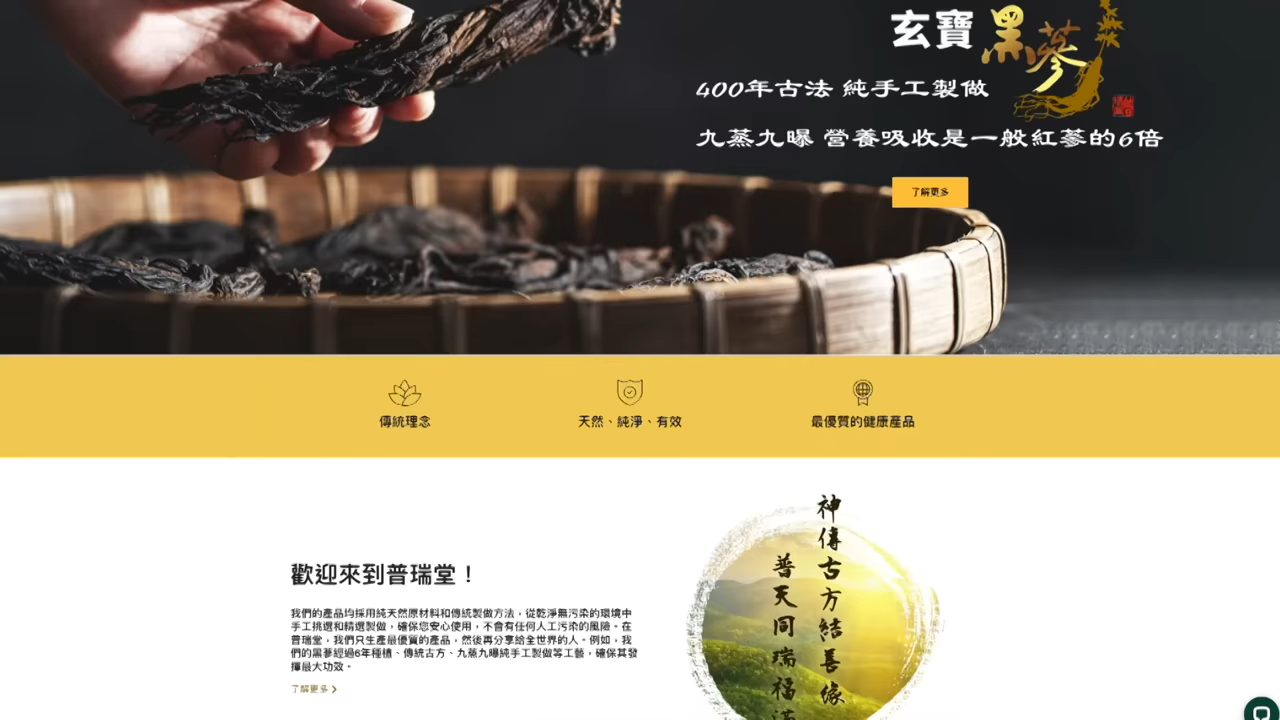 玄寶黑蔘
400年古法 純手工製做
九蒸九曝 營養吸收是一般紅蔘的6倍
了解更多
傳統理念
天然、純淨、有效
最優質的健康產品
歡迎來到普瑞堂！
我們的產品均採用純天然原材料和傳統製做方法，從乾淨無污染的環境中
手工挑選和精選製做，確保您安心使用，不會有任何人工污染的風險。在
普瑞堂，我們只生產最優質的產品，然後再分享給全世界的人。例如，我
們的黑蔘經過6年種植、傳統古方、九蒸九曝純手工製做等工藝，確保其發
揮最大功效。
了解更多
神傳古方結善緣
普天同瑞福滿